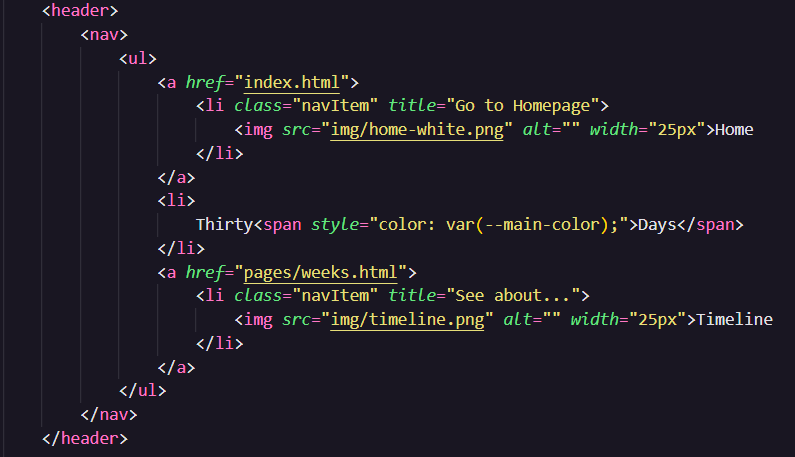 <header>
<nav>
<ul>
<a href="index.html">
<li class="navItem" title="Go to Homepage">
<img src="img/home-white.png" alt="" width="25px">Home
</li>
</a>
<li>
Thirty<span style="color: var(--main-color);">Days</span>
</li>
<a href="pages/weeks.html">
<li class="navItem" title="See about...">
<img src="img/timeline.png" alt="" width="25px">Timeline
</li>
</a>
</ul>
</nav>
</header>